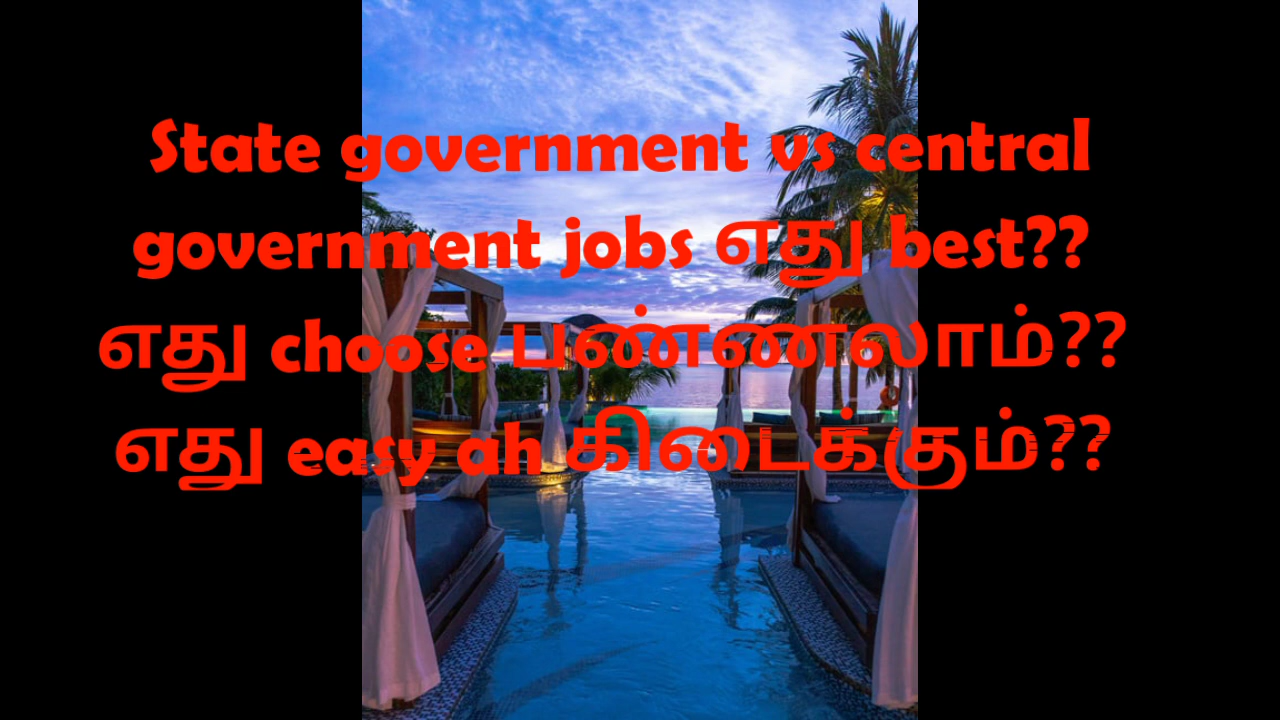 State government vs central
government jobs எது best??
எது choose பண்ணலாம்??
எது easy ah கிடைக்கும்??